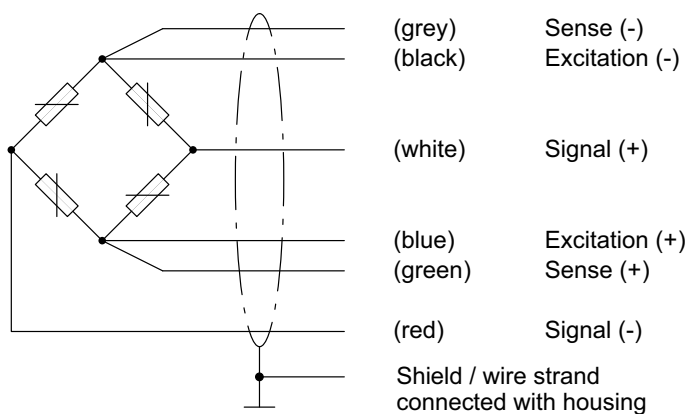 (grey) Sense (-)
(black) Excitation (-)
(white) Signal (+)
(blue) Excitation (+)
(green) Sense (+)
(red) Signal (-)
Shield / wire strand
connected with housing